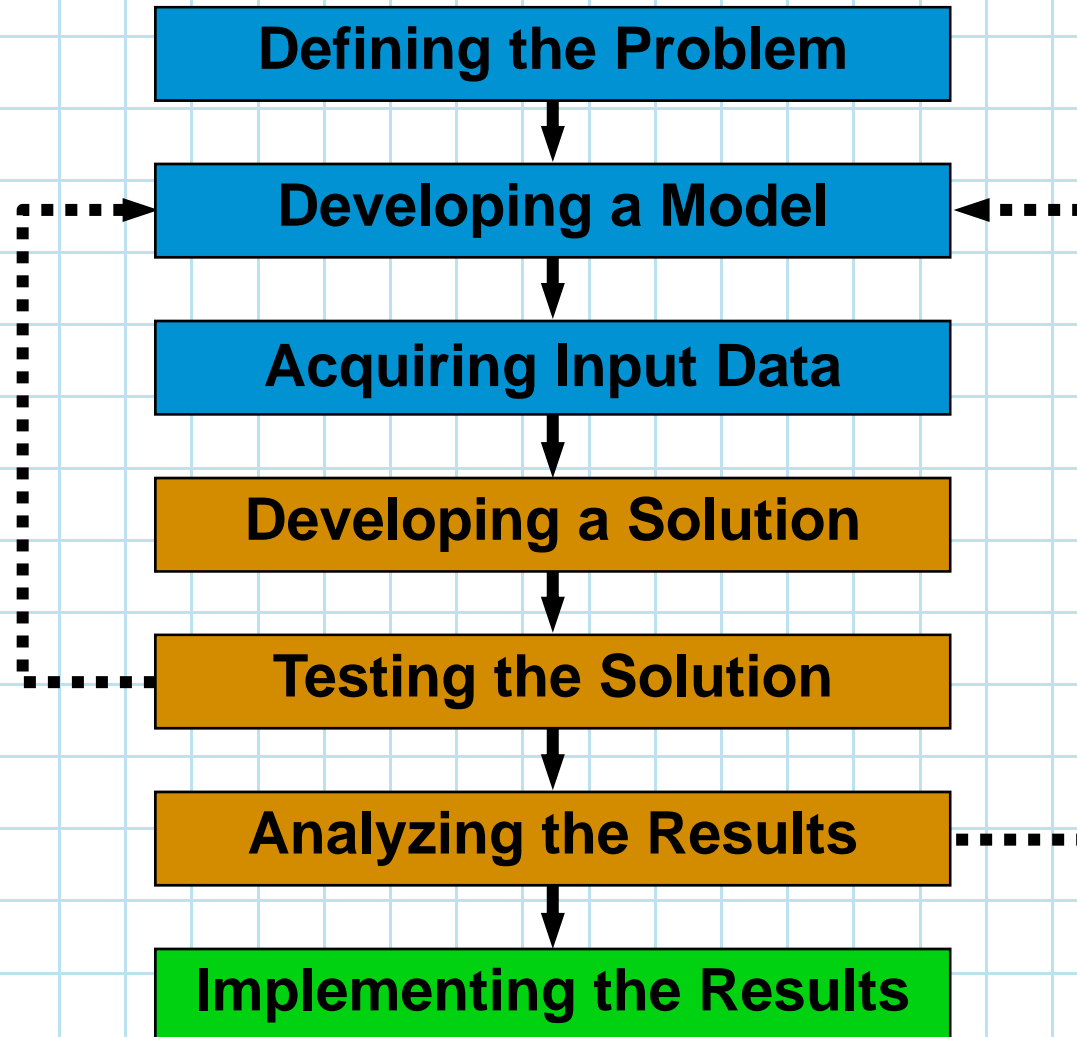 Defining the Problem
Developing a Model
Acquiring Input Data
Developing a Solution
Testing the Solution
Analyzing the Results
Implementing the Results